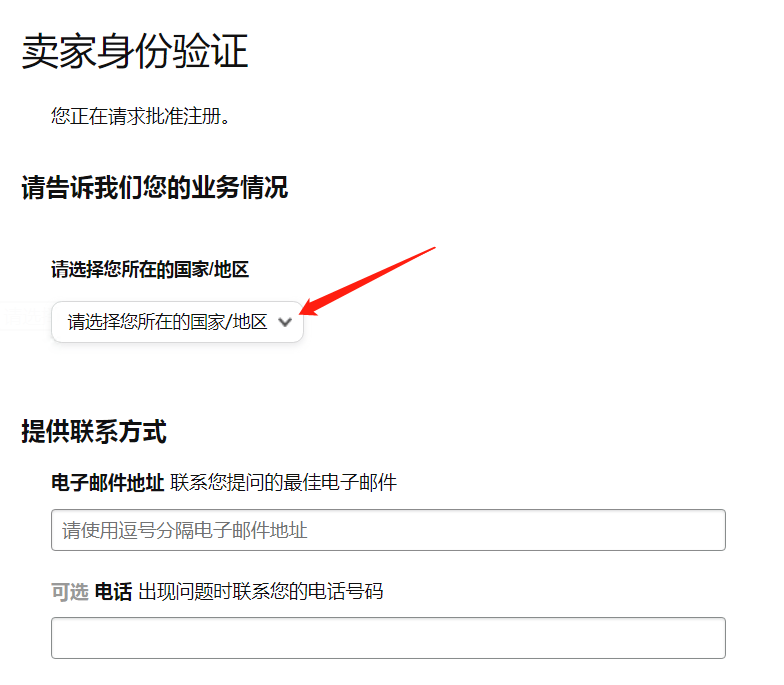 卖家身份验证
您正在请求批准注册。
请告诉我们您的业务情况
请选择您所在的国家/地区
请选择您所在的国家/地区
提供联系方式
电子邮件地址 联系您提问的最佳电子邮件
请使用逗号分隔电子邮件地址
可选 电话 出现问题时联系您的电话号码